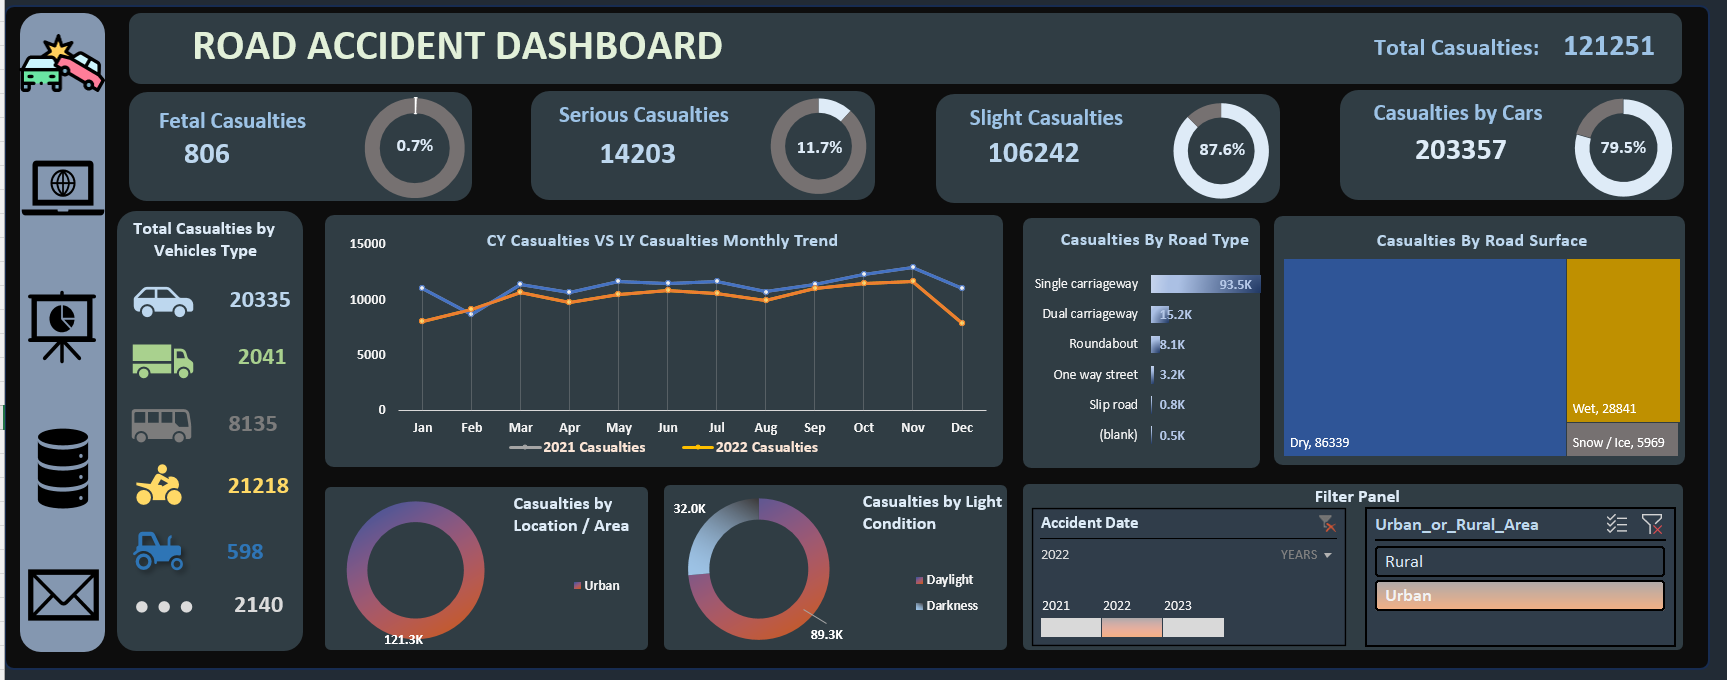 ROAD ACCIDENT DASHBOARD
Total Casualties: 121251
Fetal Casualties
806
0.7%
Serious Casualties
14203
11.7%
Slight Casualties
106242
87.6%
Casualties by Cars
203357
79.5%
Total Casualties by
Vehicles Type
20335
2041
8135
21218
598
2140
CY Casualties VS LY Casualties Monthly Trend
15000
10000
5000
0
Jan Feb Mar Apr May Jun Jul Aug Sep Oct Nov Dec
2021 Casualties 2022 Casualties
Casualties By Road Type
Single carriageway 93.5K
Dual carriageway 15.2K
Roundabout 8.1K
One way street 3.2K
Slip road 0.8K
(blank) 0.5K
Casualties By Road Surface
Dry, 86339
Wet, 28841
Snow / Ice, 5969
Casualties by
Location / Area
Urban
121.3K
Casualties by Light
Condition
32.0K
Daylight
Darkness
89.3K
Filter Panel
Accident Date
2022 YEARS
2021 2022 2023
Urban_or_Rural_Area
Rural
Urban